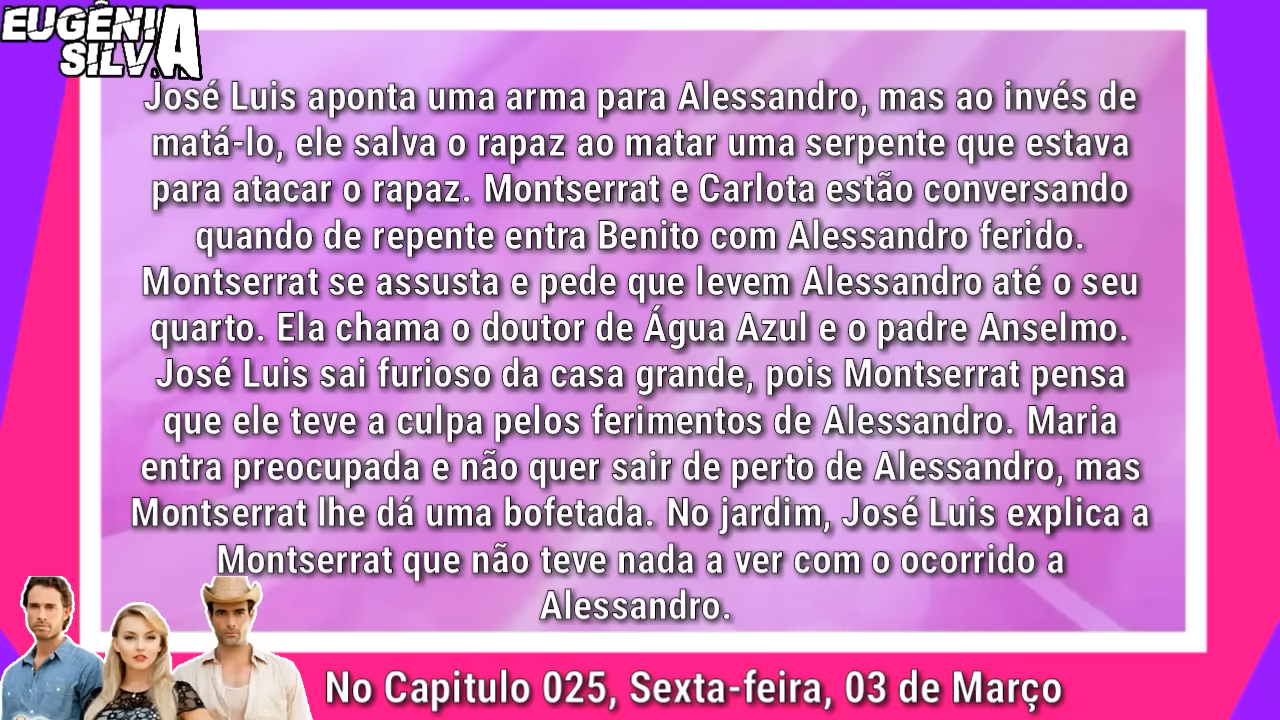 EUGÊNIA
SILVA
José Luis aponta uma arma para Alessandro, mas ao invés de
matá-lo, ele salva o rapaz ao matar uma serpente que estava
para atacar o rapaz. Montserrat e Carlota estão conversando
quando de repente entra Benito com Alessandro ferido.
Montserrat se assusta e pede que levem Alessandro até o seu
quarto. Ela chama o doutor de Água Azul e o padre Anselmo.
José Luis sai furioso da casa grande, pois Montserrat pensa
que ele teve a culpa pelos ferimentos de Alessandro. Maria
entra preocupada e não quer sair de perto de Alessandro, mas
Montserrat lhe dá uma bofetada. No jardim, José Luis explica a
Montserrat que não teve nada a ver com o ocorrido a
Alessandro.
No Capitulo 025, Sexta-feira, 03 de Março